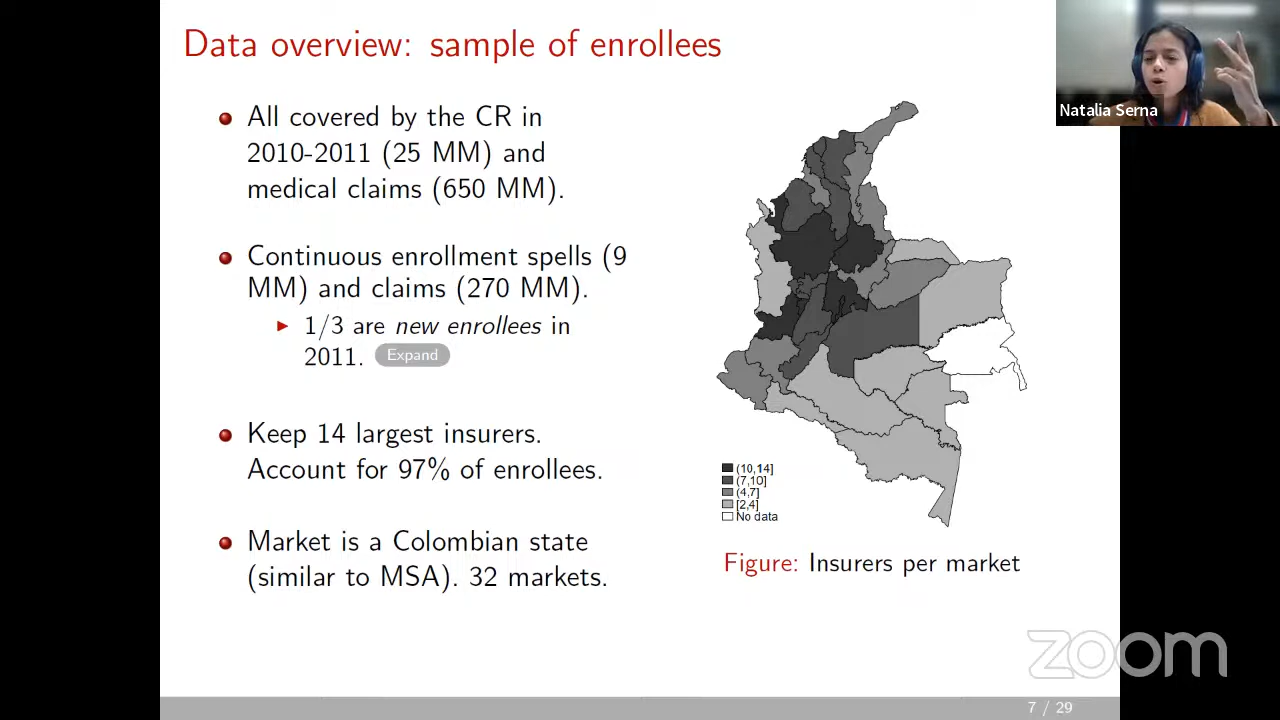 Data overview: sample of enrollees
Natalia Serna
All covered by the CR in
2010-2011 (25 MM) and
medical claims (650 MM).
Continuous enrollment spells (9
MM) and claims (270 MM).
1/3 are new enrollees in
2011. Expand
Keep 14 largest insurers.
Account for 97% of enrollees.
Market is a Colombian state
(similar to MSA). 32 markets.
(10,14]
(7,10]
(4,7]
[2,4]
No data
Figure: Insurers per market
zoom
7 / 29